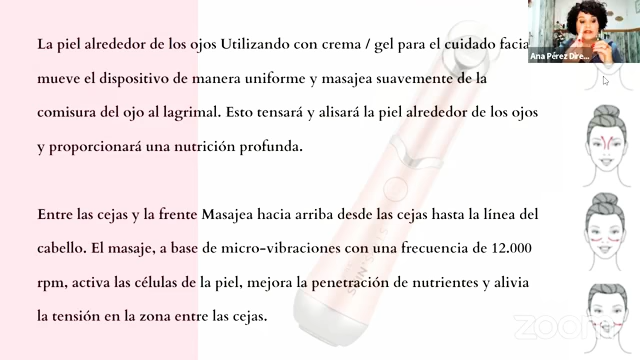 La piel alrededor de los ojos Utilizando con crema / gel para el cuidado facia
mueve el dispositivo de manera uniforme y masajea suavemente de la
comisura del ojo al lagrimal. Esto tensará y alisará la piel alrededor de los ojos
y proporcionará una nutrición profunda.
Entre las cejas y la frente Masajea hacia arriba desde las cejas hasta la línea del
cabello. El masaje, a base de micro-vibraciones con una frecuencia de 12.000
rpm, activa las células de la piel, mejora la penetración de nutrientes y alivia
la tensión en la zona entre las cejas.
Ana Pérez Dire...
zoom